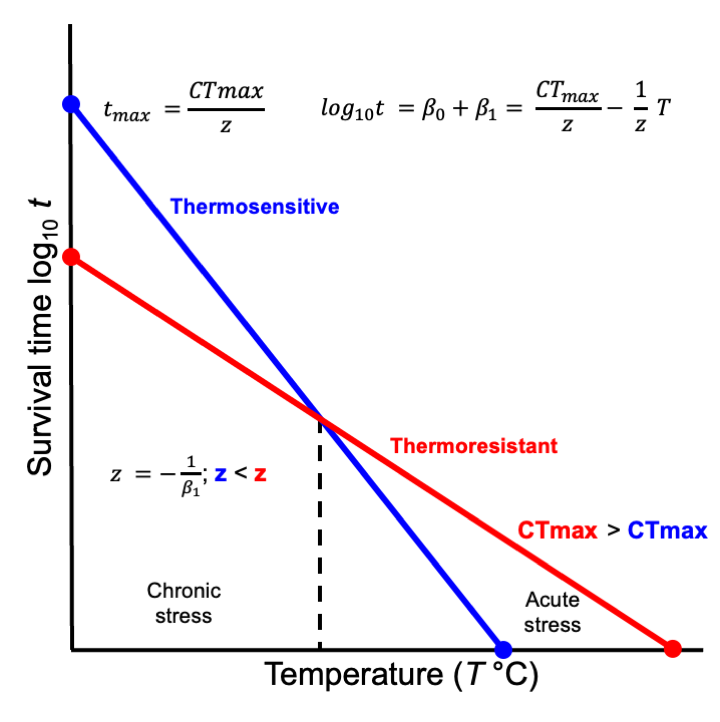 t_max = CTmax / z
log₁₀t = β₀ + β₁ = CT_max / z − 1 / z T
Thermosensitive
Survival time log₁₀ t
Thermoresistant
z = − 1 / β₁; z < z
CTmax > CTmax
Chronic
stress
Acute
stress
Temperature (T °C)